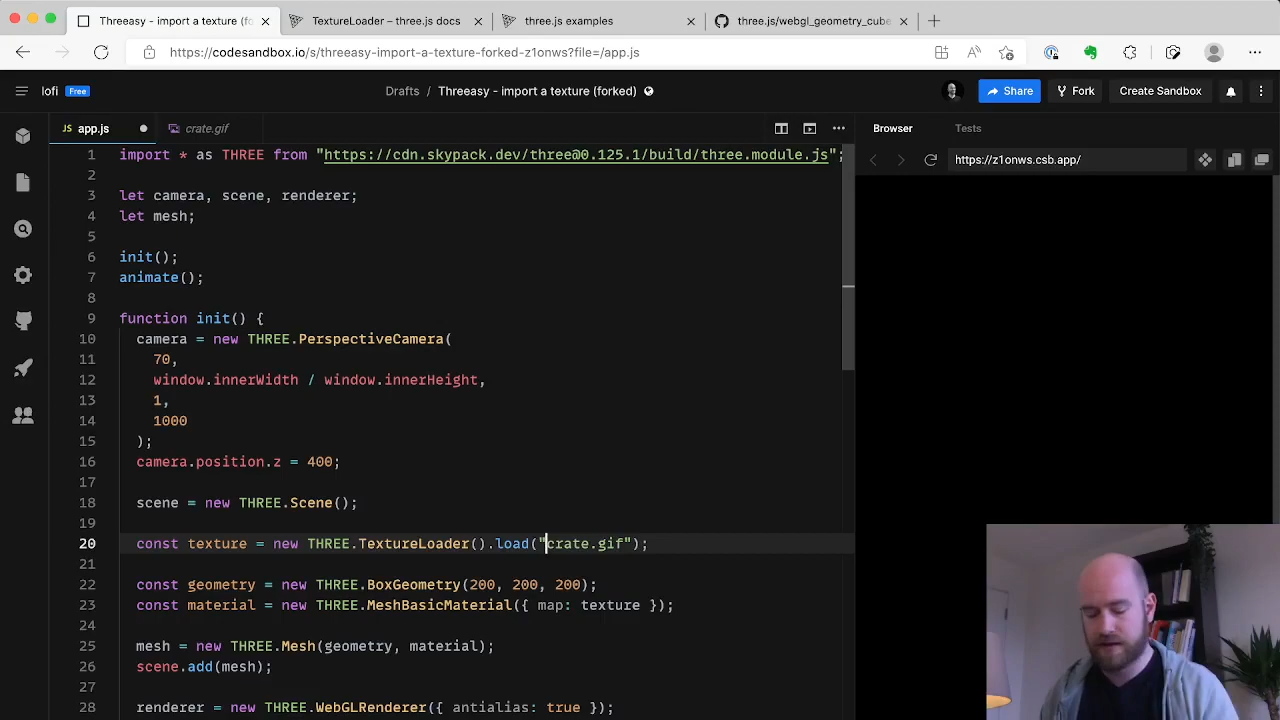 Threeasy - import a texture (fo
TextureLoader – three.js docs
three.js examples
three.js/webgl_geometry_cube
https://codesandbox.io/s/threeasy-import-a-texture-forked-z1onws?file=/app.js
lofi
Free
Drafts / Threeasy - import a texture (forked)
Share
Fork
Create Sandbox
JS app.js
crate.gif
Browser
Tests
https://z1onws.csb.app/
1 import * as THREE from "https://cdn.skypack.dev/three@0.125.1/build/three.module.js";
2
3 let camera, scene, renderer;
4 let mesh;
5
6 init();
7 animate();
8
9 function init() {
10 camera = new THREE.PerspectiveCamera(
11 70,
12 window.innerWidth / window.innerHeight,
13 1,
14 1000
15 );
16 camera.position.z = 400;
17
18 scene = new THREE.Scene();
19
20 const texture = new THREE.TextureLoader().load("crate.gif");
21
22 const geometry = new THREE.BoxGeometry(200, 200, 200);
23 const material = new THREE.MeshBasicMaterial({ map: texture });
24
25 mesh = new THREE.Mesh(geometry, material);
26 scene.add(mesh);
27
28 renderer = new THREE.WebGLRenderer({ antialias: true });